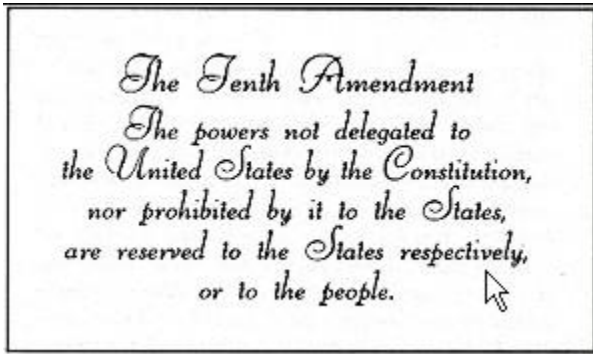 The Tenth Amendment
The powers not delegated to
the United States by the Constitution,
nor prohibited by it to the States,
are reserved to the States respectively,
or to the people.